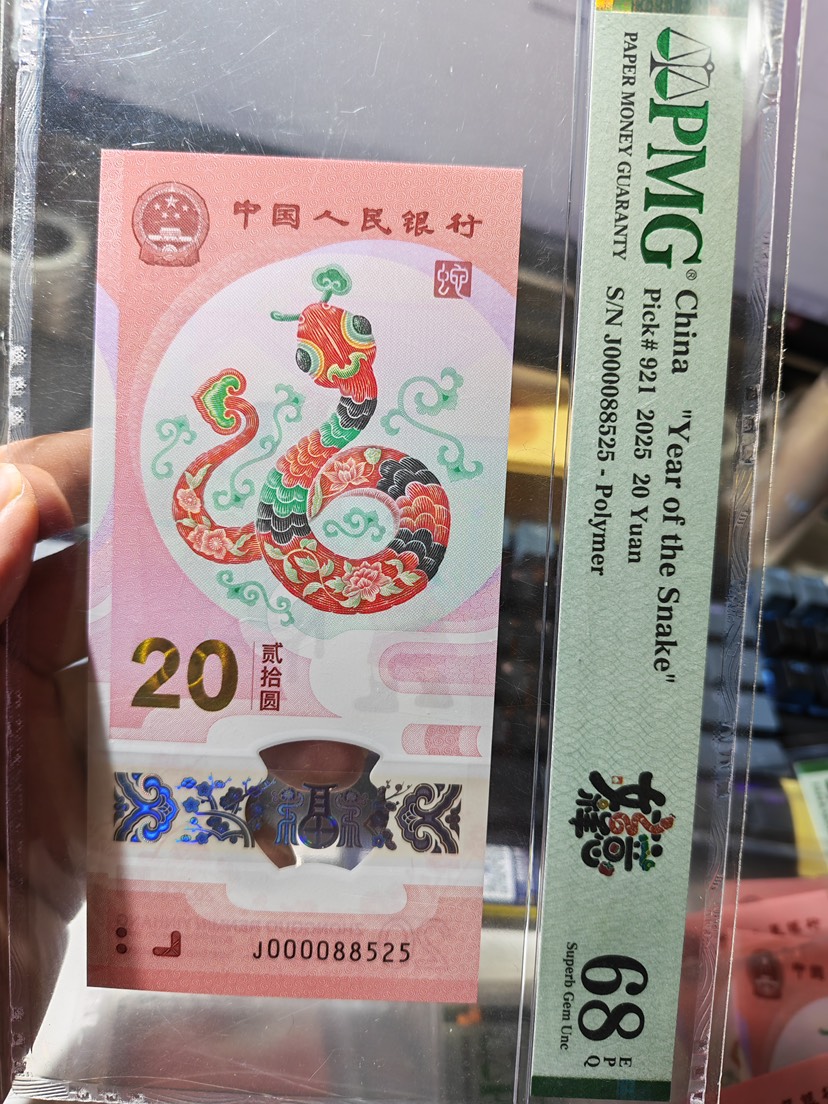 中国人民银行
蛇
20
贰拾圆
J000088525
PMG®
PAPER MONEY GUARANTY
China "Year of the Snake"
Pick# 921 2025 20 Yuan
S/N J000088525 - Polymer
68 EPQ
Superb Gem Unc